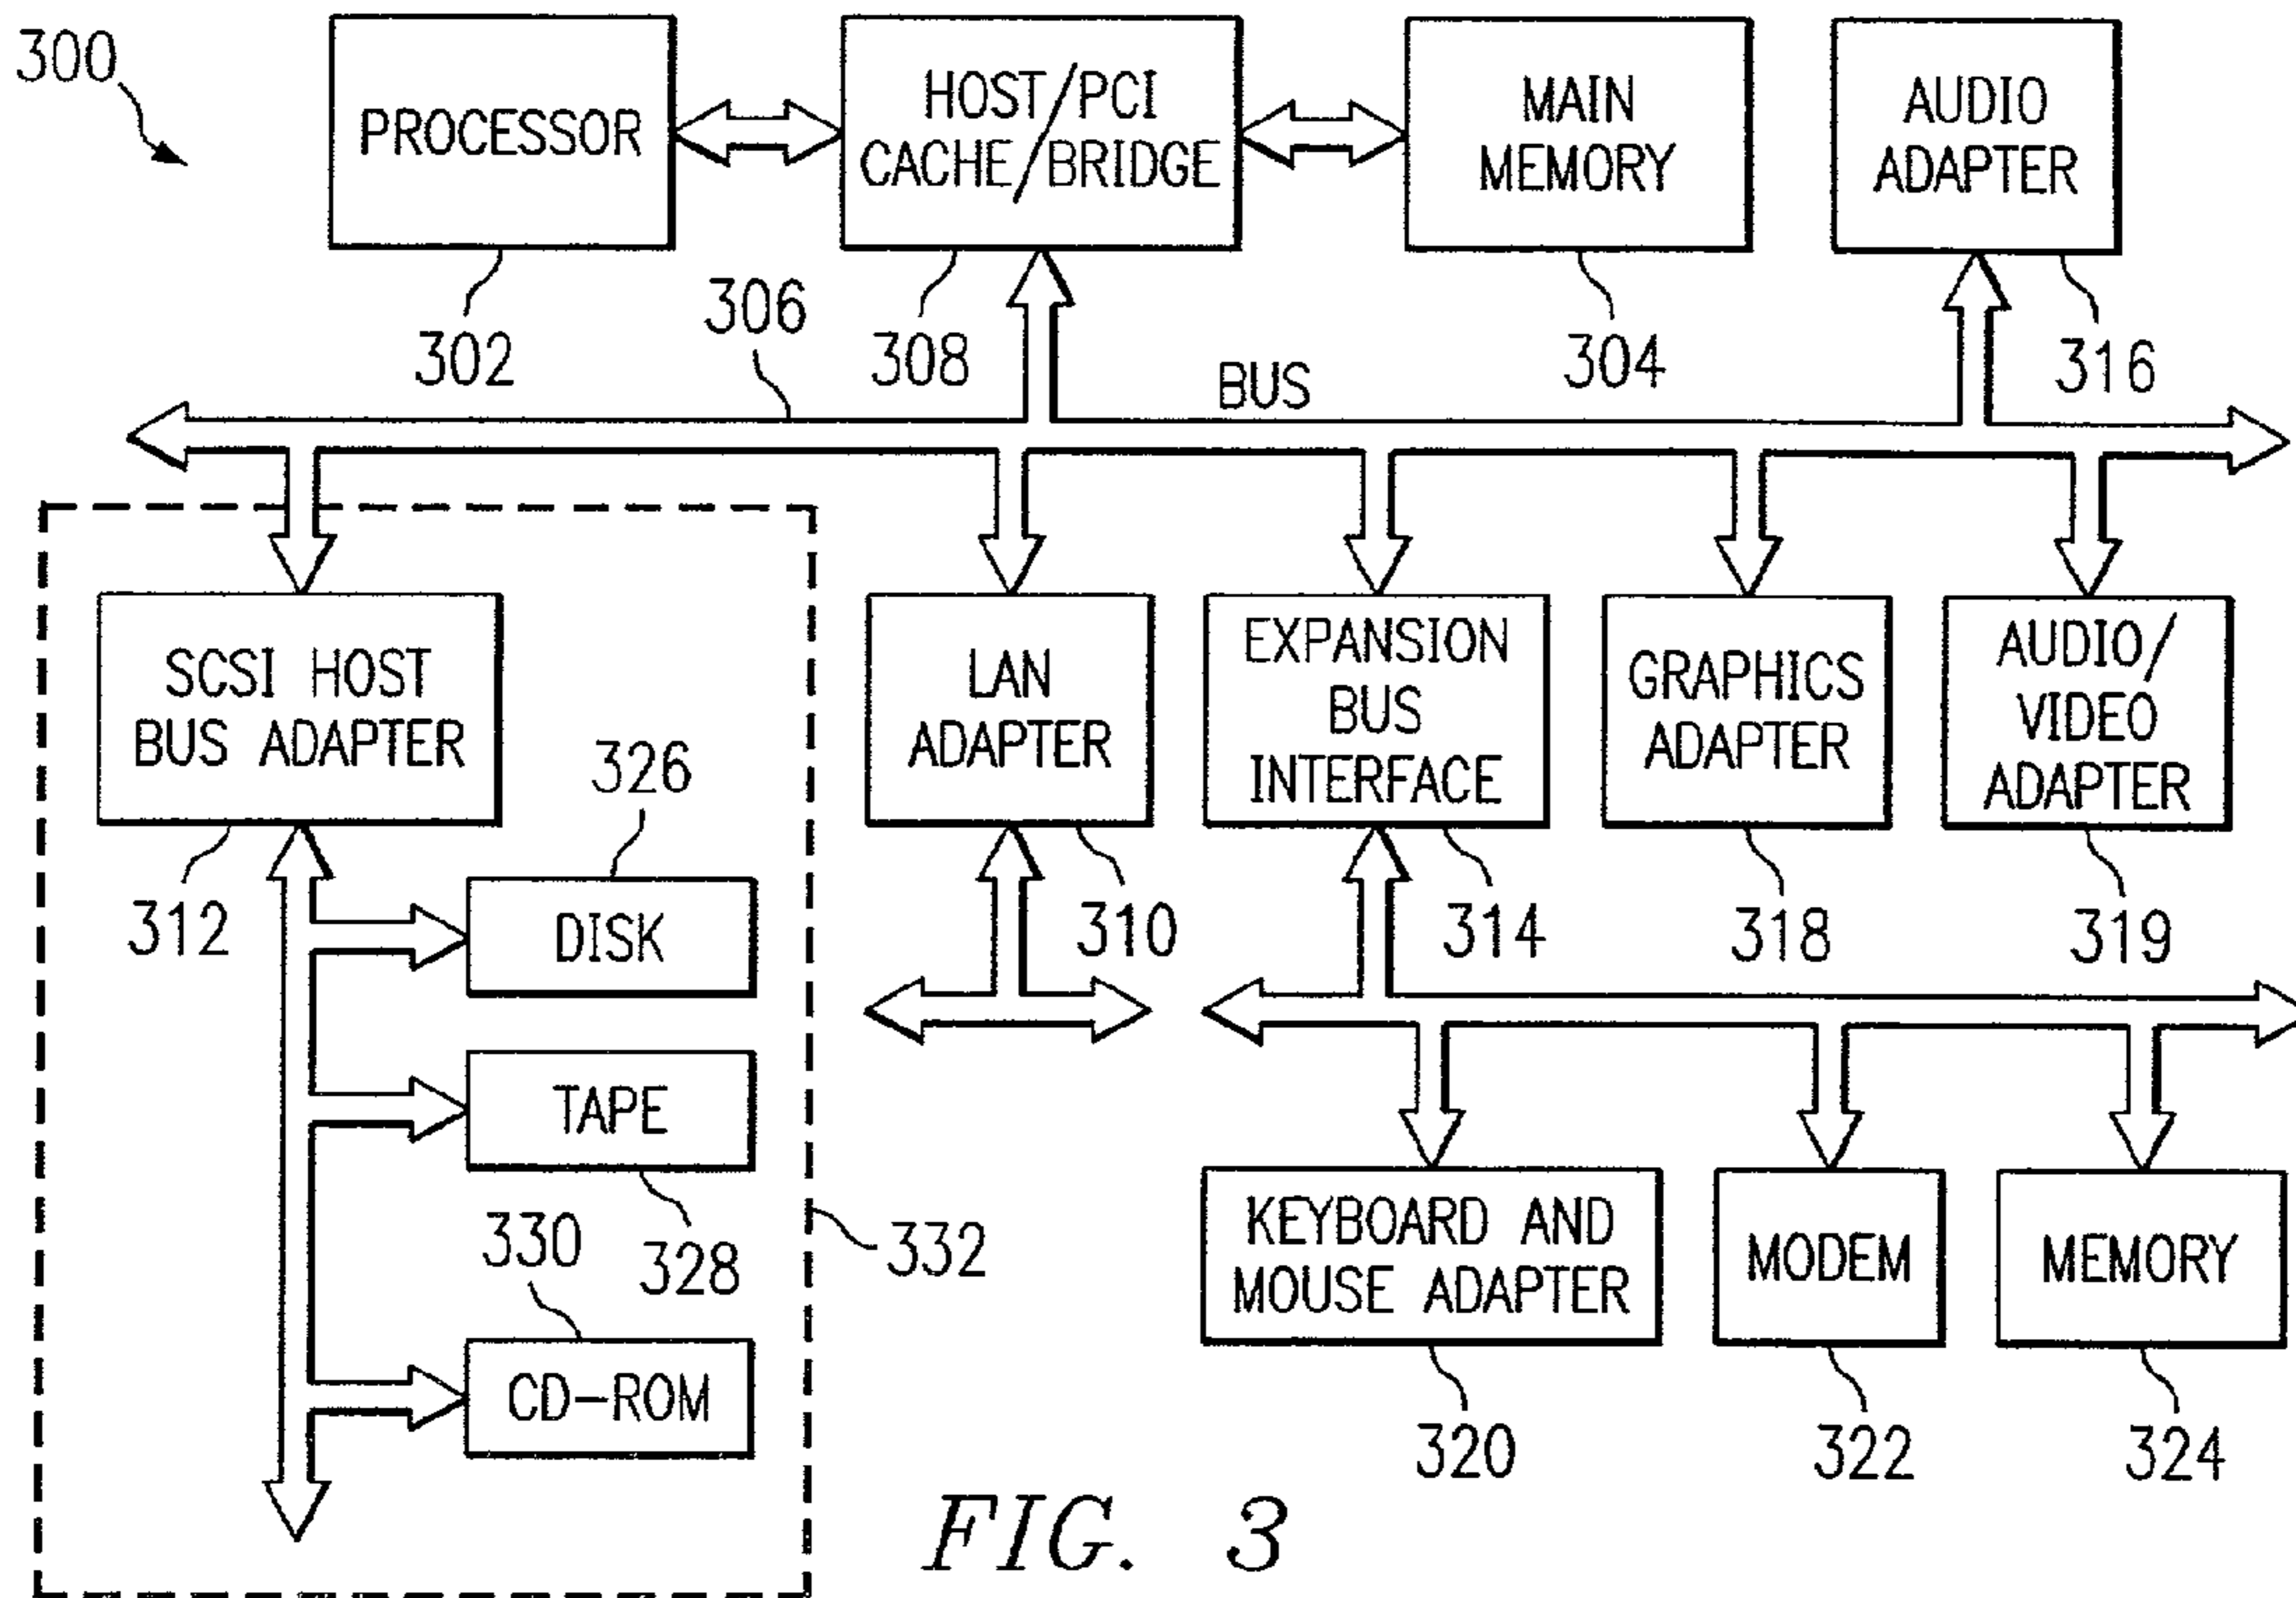 300
PROCESSOR
302
HOST/PCI
CACHE/BRIDGE
308
MAIN
MEMORY
304
AUDIO
ADAPTER
316
306
BUS
SCSI HOST
BUS ADAPTER
312
326
DISK
TAPE
328
330
CD-ROM
332
LAN
ADAPTER
310
EXPANSION
BUS
INTERFACE
314
GRAPHICS
ADAPTER
318
AUDIO/
VIDEO
ADAPTER
319
KEYBOARD AND
MOUSE ADAPTER
320
MODEM
322
MEMORY
324
FIG. 3